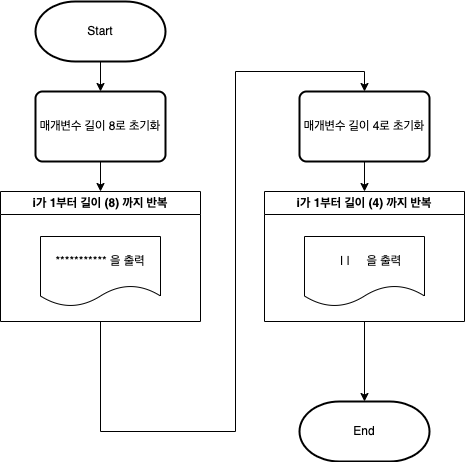 Start
매개변수 길이 8로 초기화
i가 1부터 길이 (8) 까지 반복
*********** 을 출력
매개변수 길이 4로 초기화
i가 1부터 길이 (4) 까지 반복
| | 을 출력
End